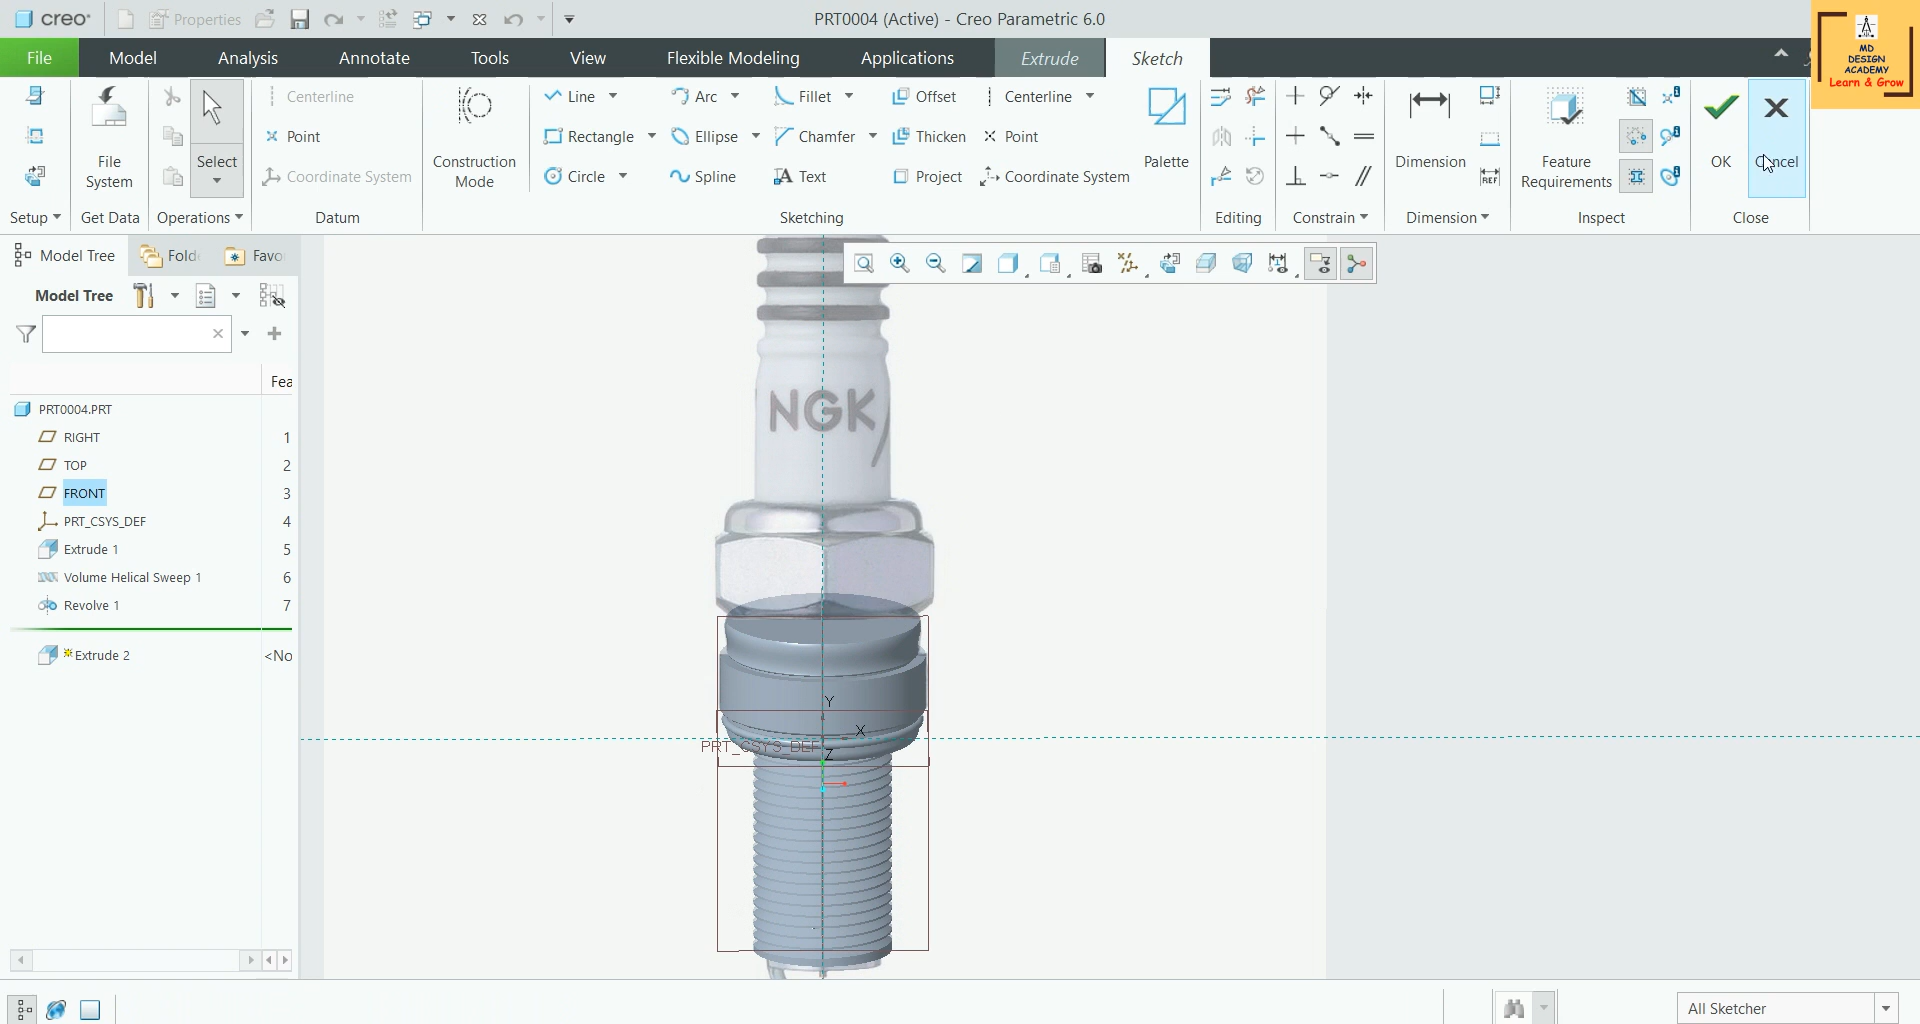 creo
Properties
PRT0004 (Active) - Creo Parametric 6.0
MD
DESIGN
ACADEMY
Learn & Grow
File Model Analysis Annotate Tools View Flexible Modeling Applications Extrude Sketch
Centerline
Point
Coordinate System
File
System
Select
Construction
Mode
Line Arc Fillet Offset Centerline
Rectangle Ellipse Chamfer Thicken Point
Circle Spline Text Project Coordinate System
Palette
Dimension
REF
Feature
Requirements
OK
Cancel
Setup Get Data Operations Datum Sketching Editing Constrain Dimension Inspect Close
Model Tree Fold Favo
Model Tree
Fea
PRT0004.PRT
RIGHT 1
TOP 2
FRONT 3
PRT_CSYS_DEF 4
Extrude 1 5
Volume Helical Sweep 1 6
Revolve 1 7
Extrude 2 <No
NGK
Y
X
PRT_CSYS_DEF
Z
All Sketcher